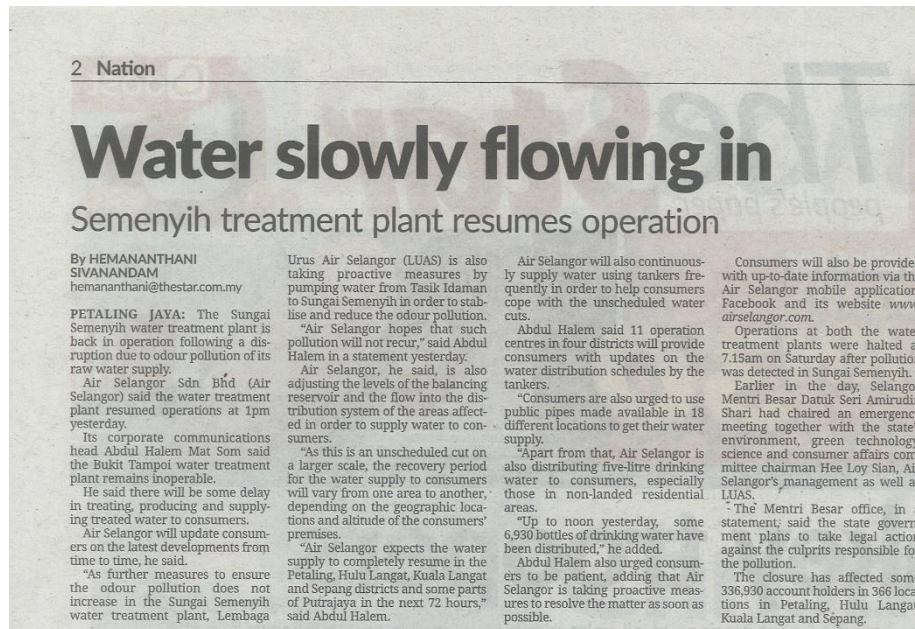 2 Nation
Water slowly flowing in
Semenyih treatment plant resumes operation
By HEMANANTHANI
SIVANANDAM
hemananthani@thestar.com.my
PETALING JAYA: The Sungai
Semenyih water treatment plant is
back in operation following a dis-
ruption due to odour pollution of its
raw water supply.
Air Selangor Sdn Bhd (Air
Selangor) said the water treatment
plant resumed operations at 1pm
yesterday.
Its corporate communications
head Abdul Halem Mat Som said
the Bukit Tampoi water treatment
plant remains inoperable.
He said there will be some delay
in treating, producing and supply-
ing treated water to consumers.
Air Selangor will update consum-
ers on the latest developments from
time to time, he said.
“As further measures to ensure
the odour pollution does not
increase in the Sungai Semenyih
water treatment plant, Lembaga
Urus Air Selangor (LUAS) is also
taking proactive measures by
pumping water from Tasik Idaman
to Sungai Semenyih in order to stab-
lise and reduce the odour pollution.
“Air Selangor hopes that such
pollution will not recur,” said Abdul
Halem in a statement yesterday.
Air Selangor, he said, is also
adjusting the levels of the balancing
reservoir and the flow into the dis-
tribution system of the areas affect-
ed in order to supply water to con-
sumers.
“As this is an unscheduled cut on
a larger scale, the recovery period
for the water supply to consumers
will vary from one area to another,
depending on the geographic loca-
tions and altitude of the consumers’
premises.
“Air Selangor expects the water
supply to completely resume in the
Petaling, Hulu Langat, Kuala Langat
and Sepang districts and some parts
of Putrajaya in the next 72 hours,”
said Abdul Halem.
Air Selangor will also continuous-
ly supply water using tankers fre-
quently in order to help consumers
cope with the unscheduled water
cuts.
Abdul Halem said 11 operation
centres in four districts will provide
consumers with updates on the
water distribution schedules by the
tankers.
“Consumers are also urged to use
public pipes made available in 18
different locations to get their water
supply.
“Apart from that, Air Selangor is
also distributing five-litre drinking
water to consumers, especially
those in non-landed residential
areas.
“Up to noon yesterday, some
6,930 bottles of drinking water have
been distributed,” he added.
Abdul Halem also urged consum-
ers to be patient, adding that Air
Selangor is taking proactive meas-
ures to resolve the matter as soon as
possible.
Consumers will also be provide
with up-to-date information via th
Air Selangor mobile application
Facebook and its website www
airselangor.com.
Operations at both the wate
treatment plants were halted a
7.15am on Saturday after pollutio
was detected in Sungai Semenyih.
Earlier in the day, Selango
Mentri Besar Datuk Seri Amirudi
Shari had chaired an emergenc
meeting together with the state’
environment, green technology
science and consumer affairs com
mittee chairman Hee Loy Sian, Ai
Selangor’s management as well a
LUAS.
The Mentri Besar office, in
statement, said the state govern
ment plans to take legal actio
against the culprits responsible fo
the pollution.
The closure has affected som
336,930 account holders in 366 loca
tions in Petaling, Hulu Langat
Kuala Langat and Sepang.